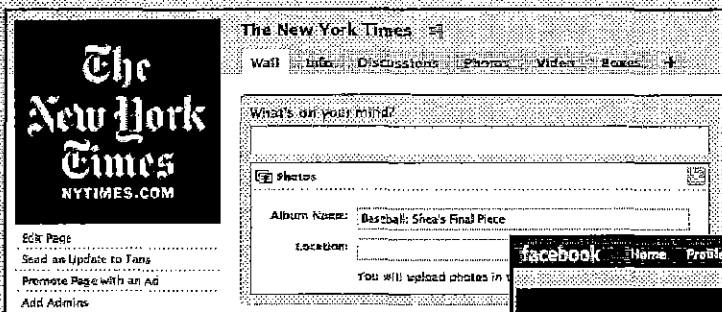 The New York Times
Wall Info Discussions Photos Video Boxes +
The
New York
Times
NYTIMES.COM
What's on your mind?
Photos
Album Name: Baseball: Shea's Final Piece
Location:
You will upload photos in
Edit Page
Send an Update to Fans
Promote Page with an Ad
Add Admins
facebook Home Profile